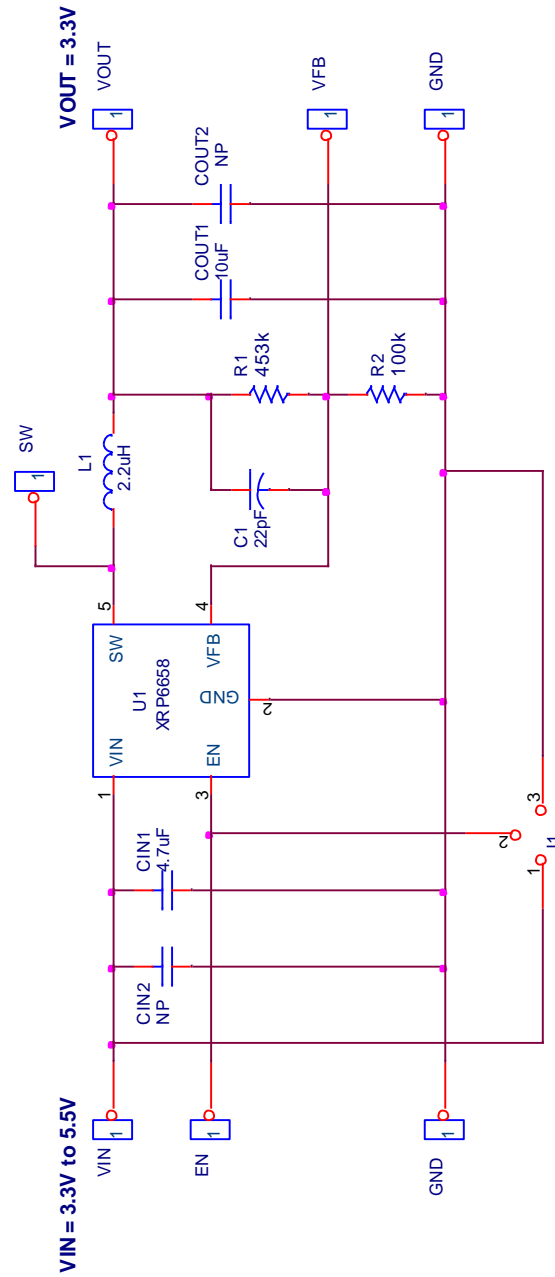 VIN = 3.3V to 5.5V
VOUT = 3.3V
SW
1
VIN
1
EN
1
GND
1
CIN2
NP
CIN1
4.7uF
1
3
5
4
2
VIN
EN
SW
VFB
GND
U1
XRP6658
L1
2.2uH
C1
22pF
R1
453k
R2
100k
COUT1
10uF
COUT2
NP
VOUT
1
VFB
1
GND
1
1
2
3
J1